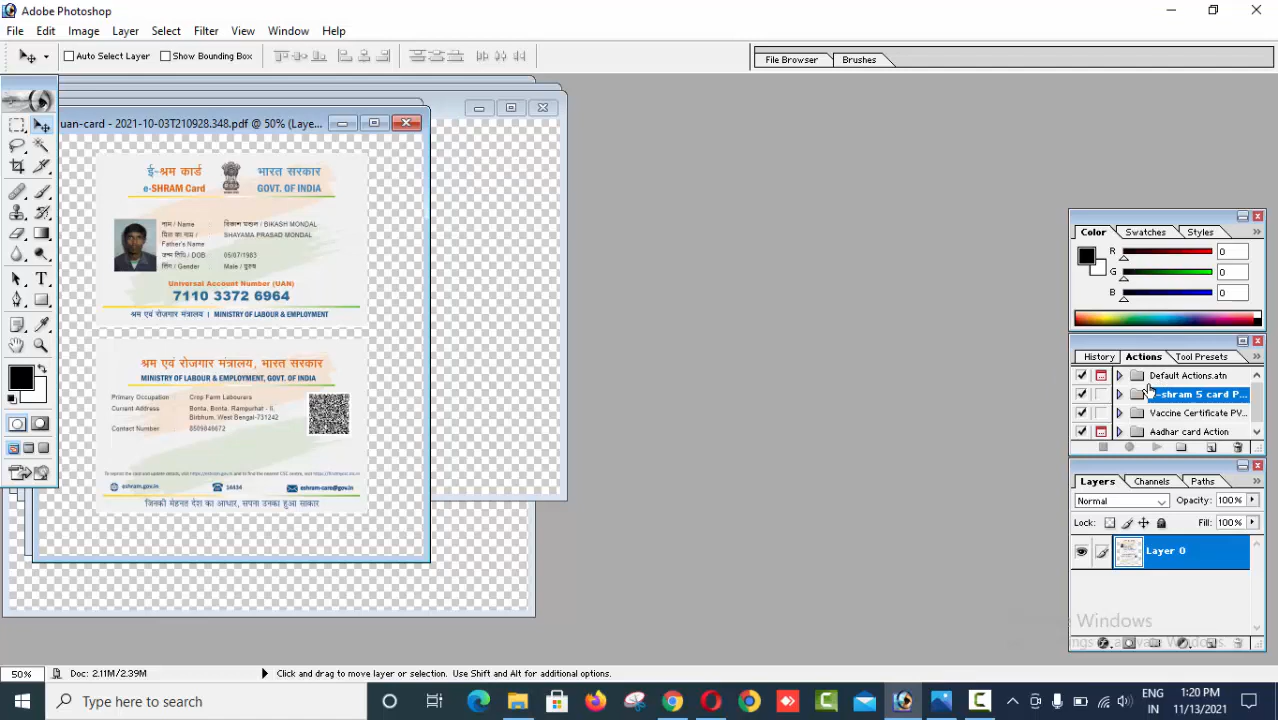 Adobe Photoshop
File Edit Image Layer Select Filter View Window Help
Auto Select Layer Show Bounding Box
File Browser Brushes
uan-card - 2021-10-03T210928.348.pdf @ 50% (Laye...
ई-श्रम कार्ड भारत सरकार
e-SHRAM Card GOVT. OF INDIA
नाम / Name : BIKASH MONDAL
पिता का नाम / SHAYAMA PRASAD MONDAL
Father's Name
जन्म तिथि / DOB 05/07/1983
लिंग / Gender Male / पुरुष
Universal Account Number (UAN)
7110 3372 6964
श्रम एवं रोज़गार मंत्रालय | MINISTRY OF LABOUR & EMPLOYMENT
श्रम एवं रोजगार मंत्रालय, भारत सरकार
MINISTRY OF LABOUR & EMPLOYMENT, GOVT. OF INDIA
Primary Occupation Crop Farm Labourers
Current Address Bonta, Bonta, Rampurhat - I,
Birbhum, West Bengal-731242
Contact Number 8509846672
eshram.gov.in 14434 eshram-care@gov.in
जिनकी मेहनत देश का आधार, सपना उनका हुआ साकार
Color Swatches Styles
R 0
G 0
B 0
History Actions Tool Presets
Default Actions.atn
-shram 5 card P...
Vaccine Certificate PV...
Aadhar card Action
Layers Channels Paths
Normal Opacity: 100%
Lock: Fill: 100%
Layer 0
Windows
50% Doc: 2.11M/2.39M Click and drag to move layer or selection. Use Shift and Alt for additional options.
Type here to search
ENG 1:20 PM
IN 11/13/2021